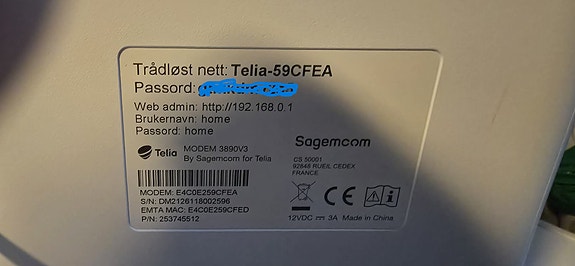 Trådløst nett: Telia-59CFEA
Passord:
Web admin: http://192.168.0.1
Brukernavn: home
Passord: home
Telia MODEM 3890V3
By Sagemcom for Telia
MODEM: E4C0E259CFEA
S/N: DM2126118002596
EMTA MAC: E4C0E259CFED
P/N: 253745512
Sagemcom
CS 50001
92848 RUEIL CEDEX
FRANCE
CE
12VDC ⎓ 3A Made in China